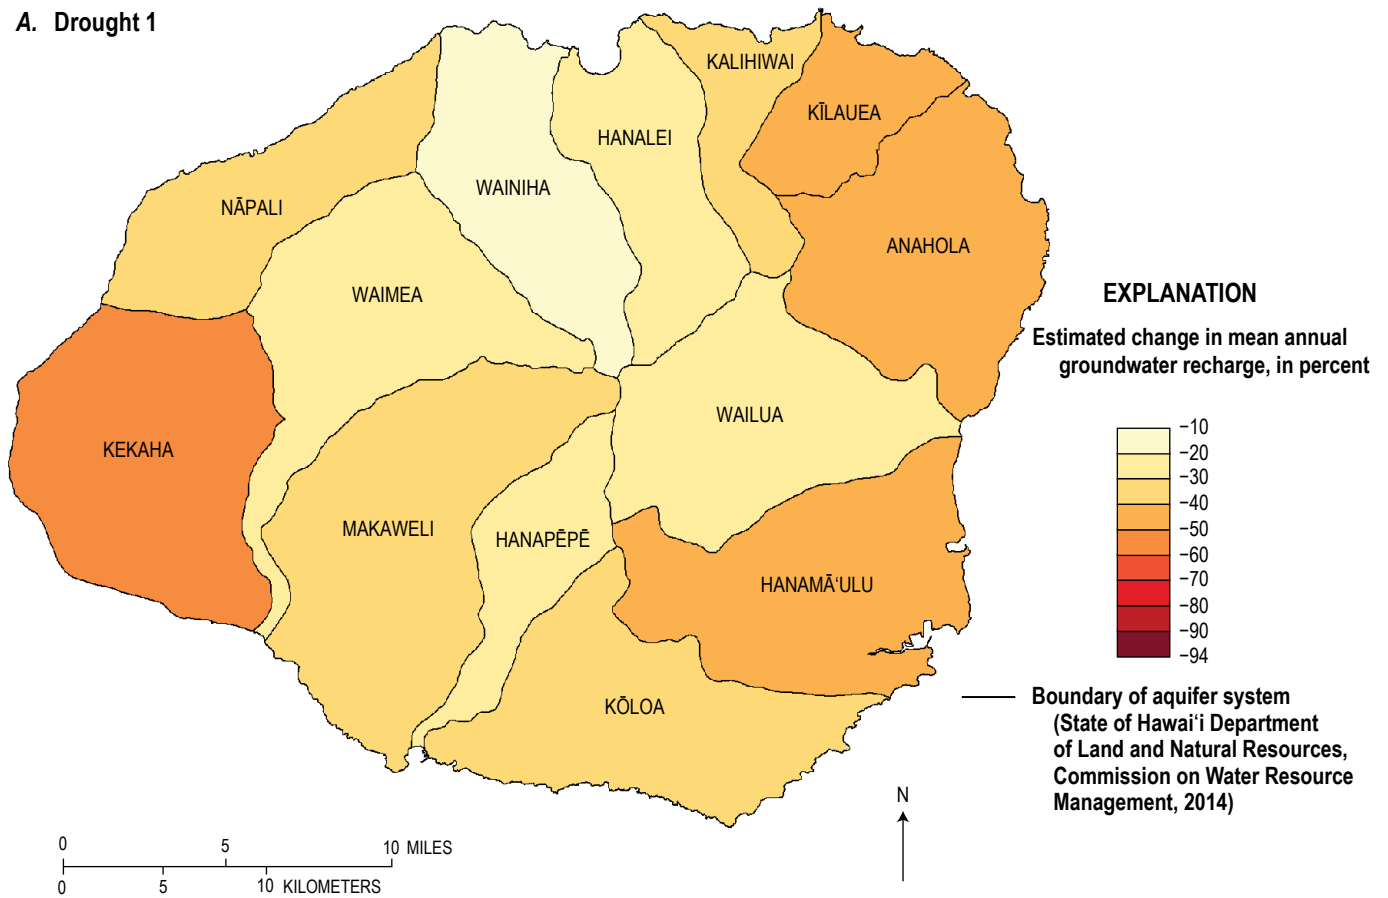 A. Drought 1
KALIHIWAI
KĪLAUEA
HANALEI
WAINIHA
NĀPALI
ANAHOLA
WAIMEA
WAILUA
KEKAHA
MAKAWELI
HANAPĒPĒ
HANAMĀʻULU
KŌLOA
EXPLANATION
Estimated change in mean annual
groundwater recharge, in percent
−10
−20
−30
−40
−50
−60
−70
−80
−90
−94
Boundary of aquifer system
(State of Hawaiʻi Department
of Land and Natural Resources,
Commission on Water Resource
Management, 2014)
N
0 5 10 MILES
0 5 10 KILOMETERS